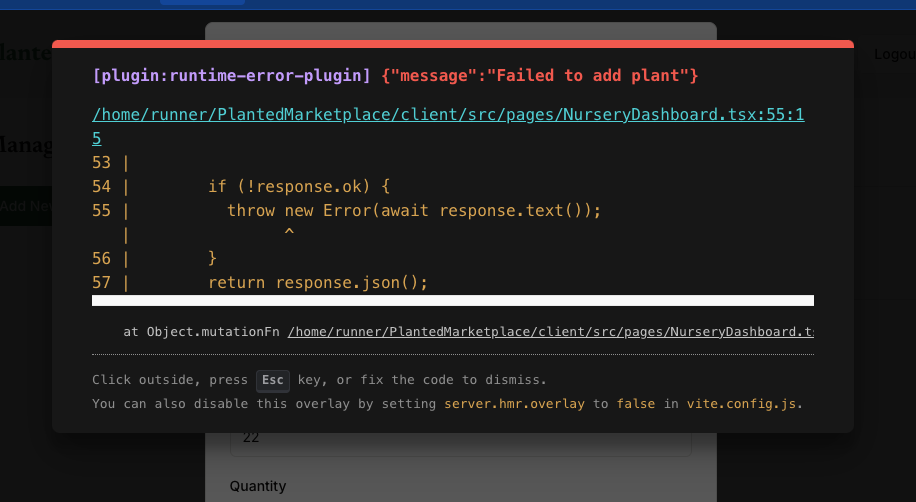 Logou
[plugin:runtime-error-plugin] {"message":"Failed to add plant"}
/home/runner/PlantedMarketplace/client/src/pages/NurseryDashboard.tsx:55:1
5
53 |
54 |        if (!response.ok) {
55 |          throw new Error(await response.text());
   |                ^
56 |        }
57 |        return response.json();
at Object.mutationFn /home/runner/PlantedMarketplace/client/src/pages/NurseryDashboard.ts
Click outside, press Esc key, or fix the code to dismiss.
You can also disable this overlay by setting server.hmr.overlay to false in vite.config.js.
lante
Manag
Add Nev
22
Quantity